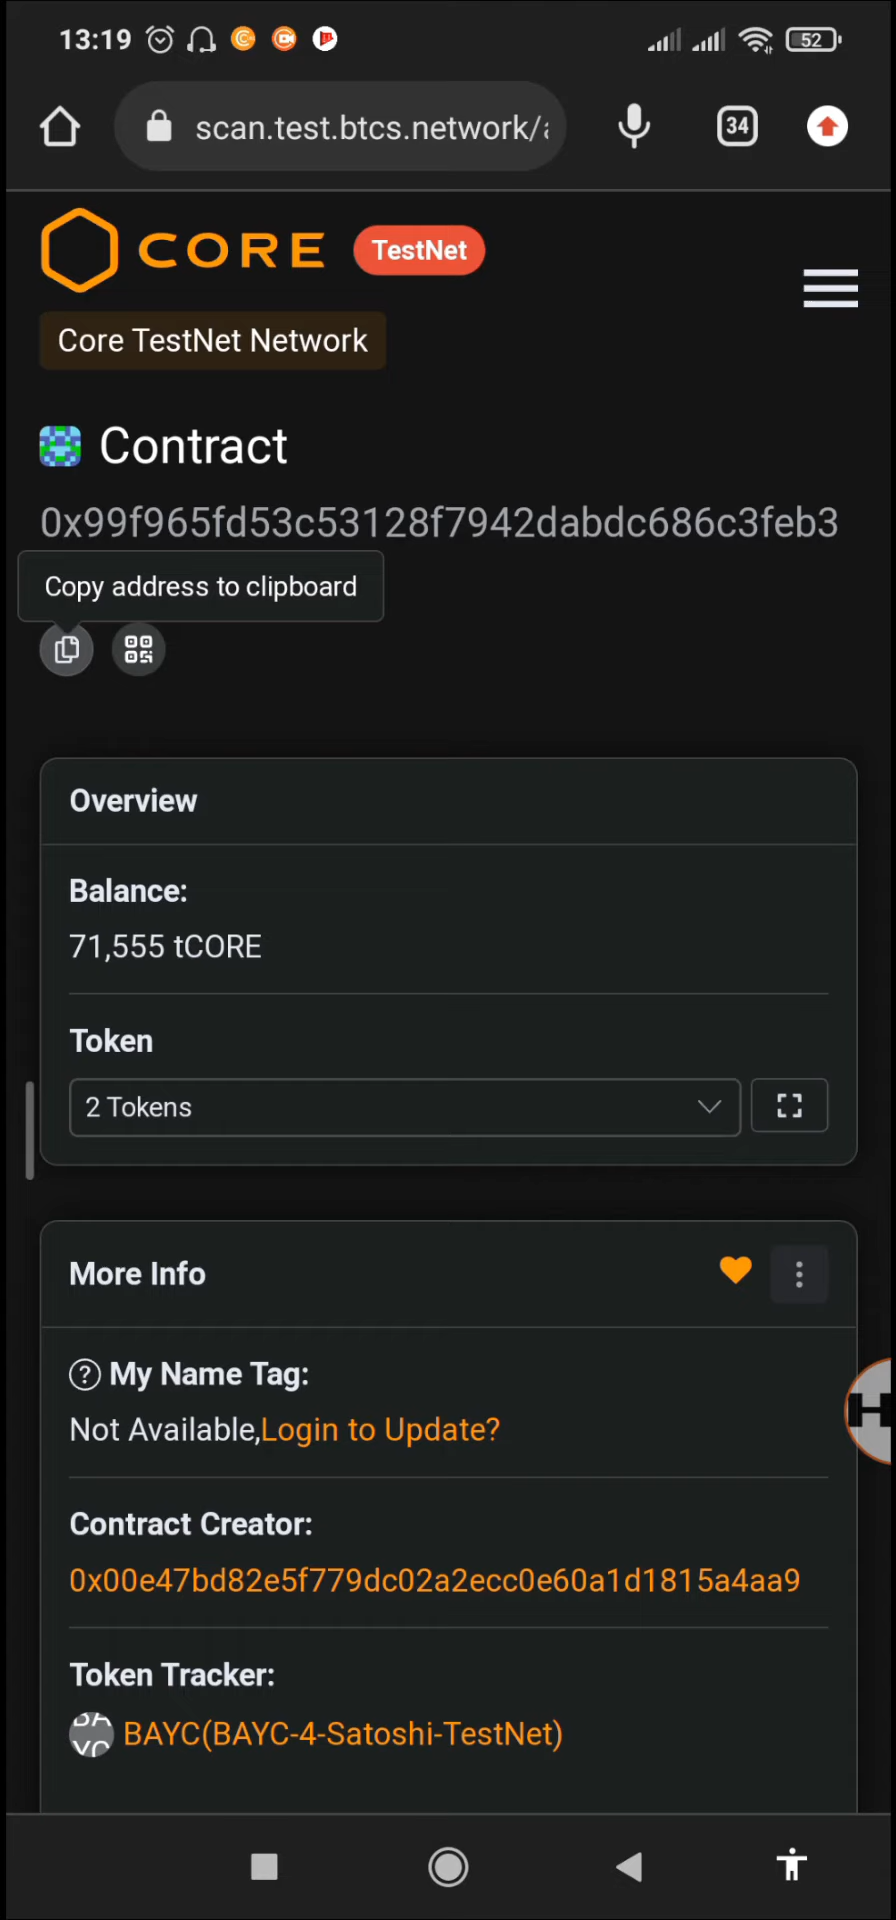 13:19
52
scan.test.btcs.network/
34
CORE TestNet
Core TestNet Network
Contract
0x99f965fd53c53128f7942dabdc686c3feb3
Copy address to clipboard
Overview
Balance:
71,555 tCORE
Token
2 Tokens
More Info
My Name Tag:
Not Available,Login to Update?
Contract Creator:
0x00e47bd82e5f779dc02a2ecc0e60a1d1815a4aa9
Token Tracker:
BAYC(BAYC-4-Satoshi-TestNet)